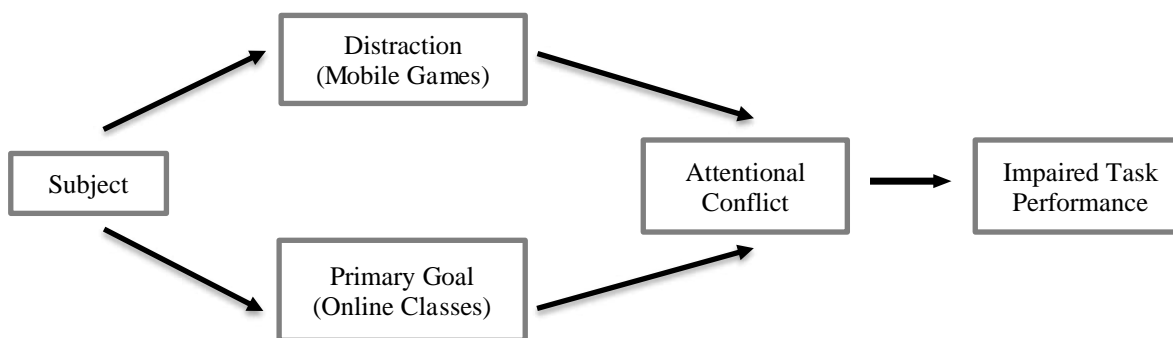 Distraction
(Mobile Games)
Subject
Attentional
Conflict
Impaired Task
Performance
Primary Goal
(Online Classes)